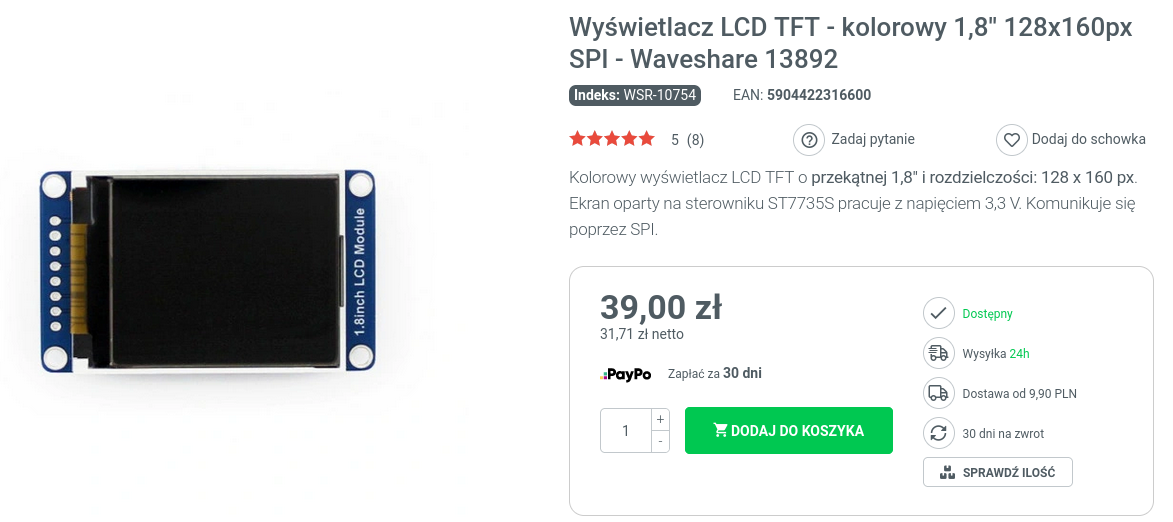 Wyświetlacz LCD TFT - kolorowy 1,8" 128x160px
SPI - Waveshare 13892
Indeks: WSR-10754
EAN: 5904422316600
5 (8)
Zadaj pytanie
Dodaj do schowka
Kolorowy wyświetlacz LCD TFT o przekątnej 1,8" i rozdzielczości: 128 x 160 px.
Ekran oparty na sterowniku ST7735S pracuje z napięciem 3,3 V. Komunikuje się
poprzez SPI.
1.8inch LCD Module
39,00 zł
31,71 zł netto
PayPo
Zapłać za 30 dni
1
+
-
DODAJ DO KOSZYKA
Dostępny
Wysyłka 24h
Dostawa od 9,90 PLN
30 dni na zwrot
SPRAWDŹ ILOŚĆ